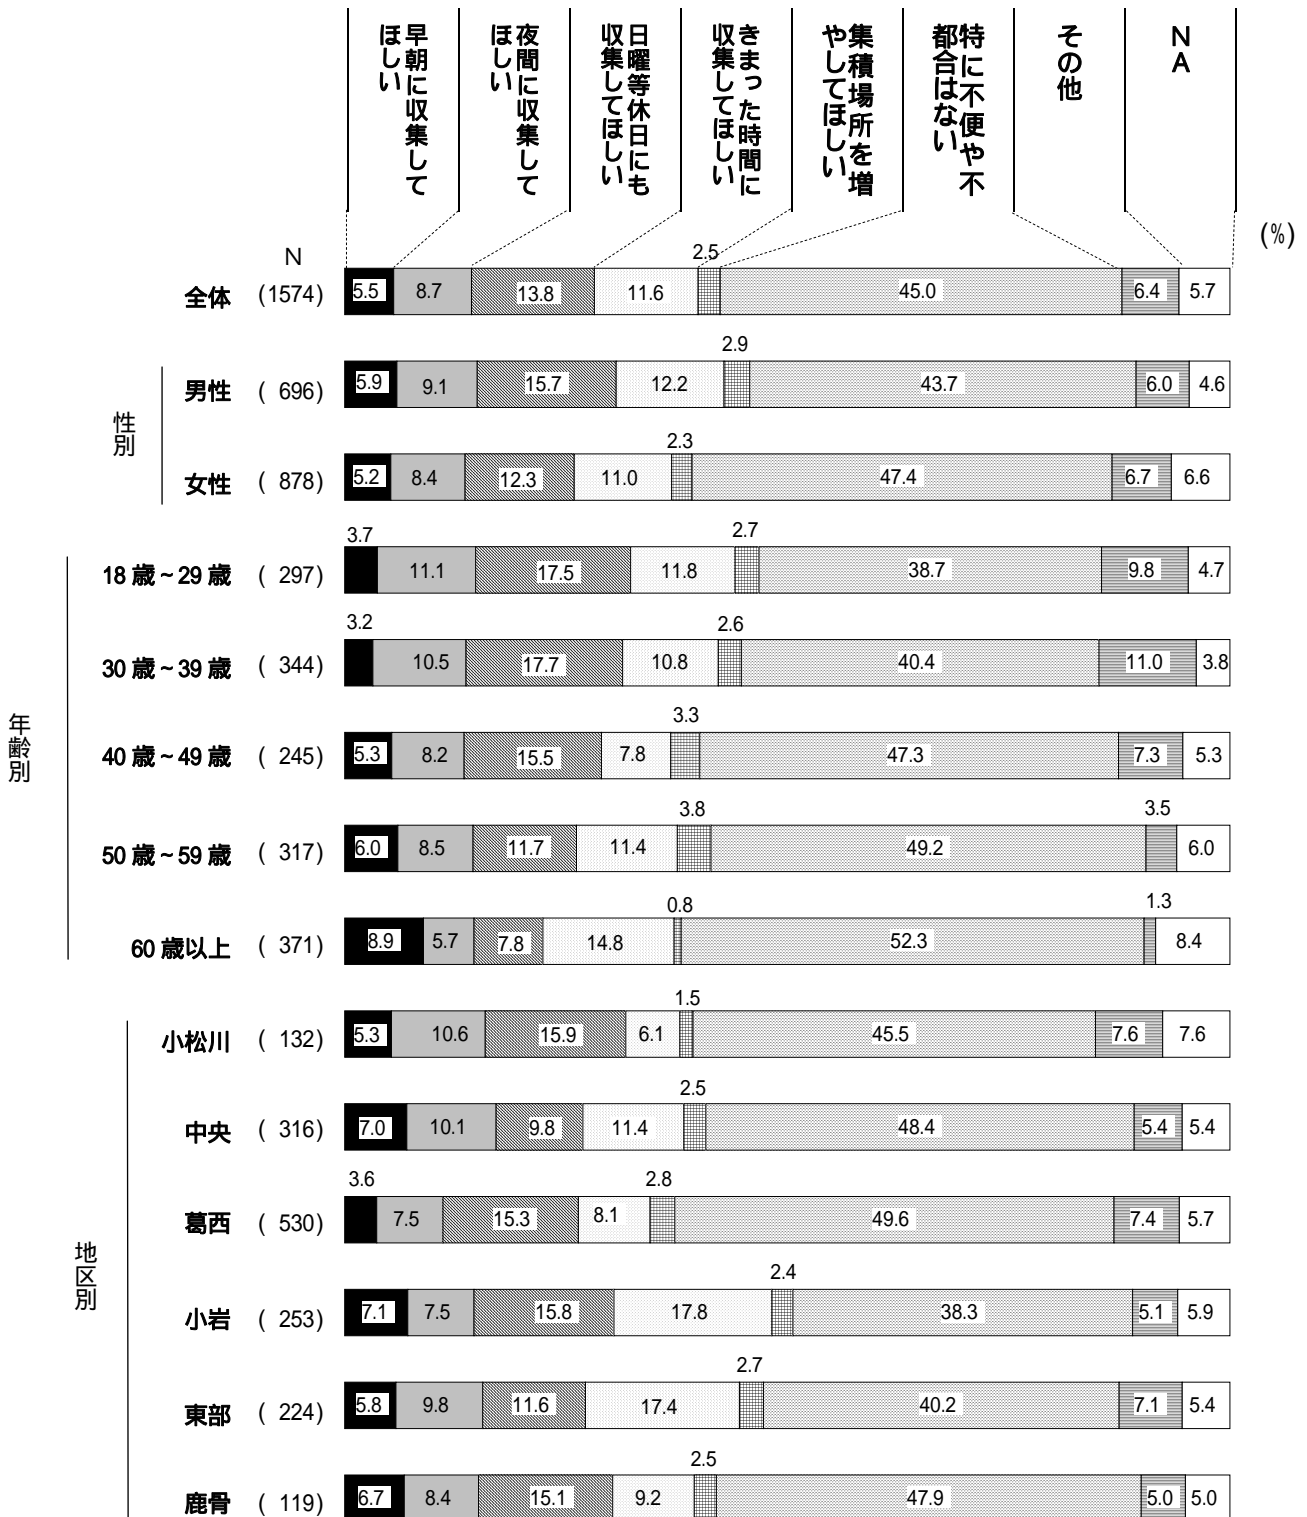 早朝に収集して
ほしい
夜間に収集して
ほしい
日曜等休日にも
収集してほしい
きまった時間に
収集してほしい
集積場所を増
やしてほしい
特に不便や不
都合はない
その他
NA
(%)
N
2.5
全体 (1574) 5.5 8.7 13.8 11.6 45.0 6.4 5.7
2.9
男性 ( 696) 5.9 9.1 15.7 12.2 43.7 6.0 4.6
性別
2.3
女性 ( 878) 5.2 8.4 12.3 11.0 47.4 6.7 6.6
3.7 2.7
18歳~29歳 ( 297) 11.1 17.5 11.8 38.7 9.8 4.7
3.2 2.6
30歳~39歳 ( 344) 10.5 17.7 10.8 40.4 11.0 3.8
年齢別
3.3
40歳~49歳 ( 245) 5.3 8.2 15.5 7.8 47.3 7.3 5.3
3.8 3.5
50歳~59歳 ( 317) 6.0 8.5 11.7 11.4 49.2 6.0
0.8 1.3
60歳以上 ( 371) 8.9 5.7 7.8 14.8 52.3 8.4
1.5
小松川 ( 132) 5.3 10.6 15.9 6.1 45.5 7.6 7.6
2.5
中央 ( 316) 7.0 10.1 9.8 11.4 48.4 5.4 5.4
3.6 2.8
葛西 ( 530) 7.5 15.3 8.1 49.6 7.4 5.7
地区別
2.4
小岩 ( 253) 7.1 7.5 15.8 17.8 38.3 5.1 5.9
2.7
東部 ( 224) 5.8 9.8 11.6 17.4 40.2 7.1 5.4
2.5
鹿骨 ( 119) 6.7 8.4 15.1 9.2 47.9 5.0 5.0